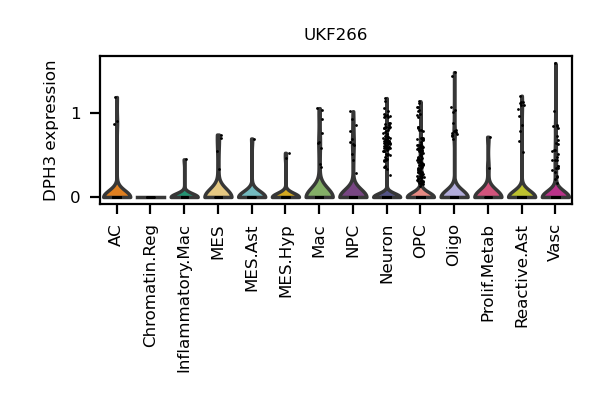 UKF266
DPH3 expression
1
0
AC
Chromatin.Reg
Inflammatory.Mac
MES
MES.Ast
MES.Hyp
Mac
NPC
Neuron
OPC
Oligo
Prolif.Metab
Reactive.Ast
Vasc